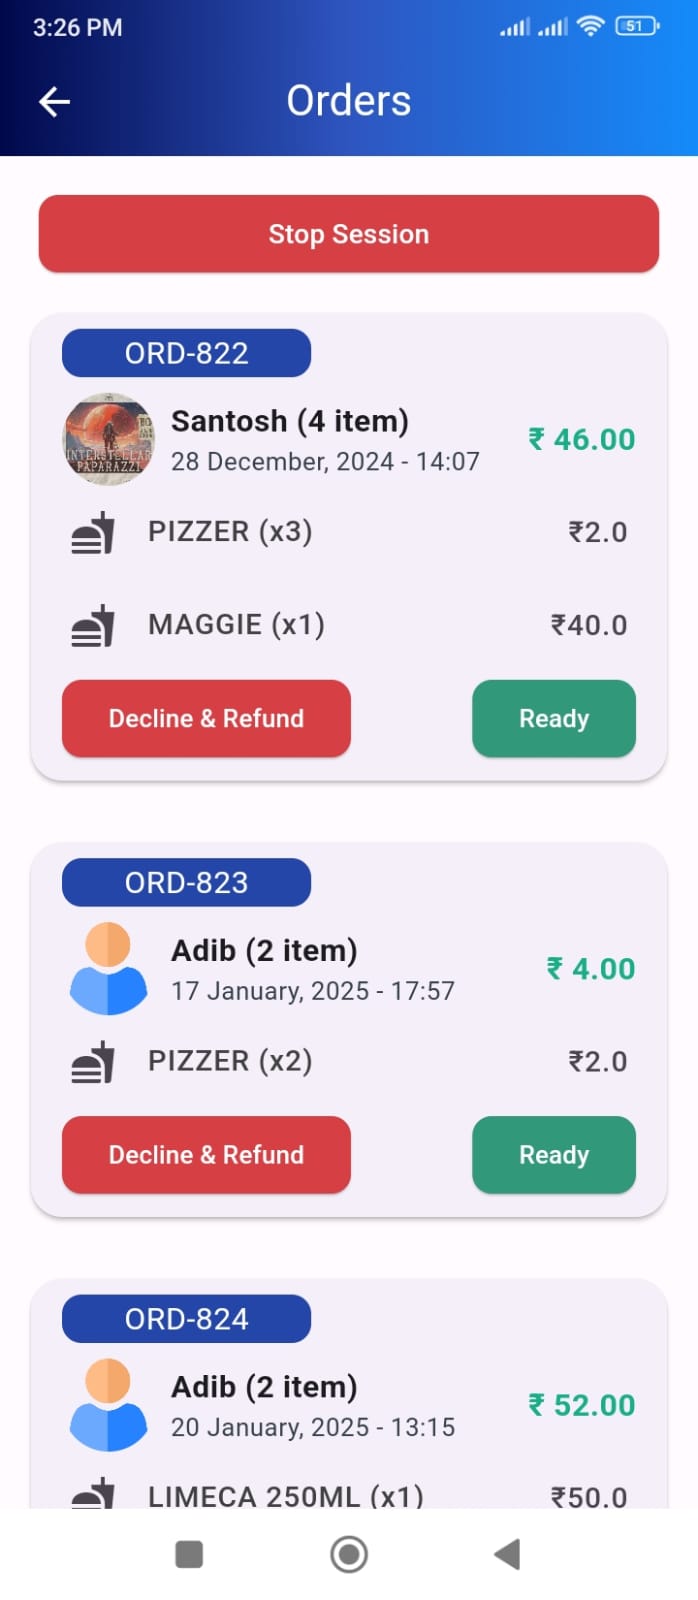 3:26 PM
51
Orders
Stop Session
ORD-822
INTERSTELLAR
PAPARAZZI
Santosh (4 item)
₹ 46.00
28 December, 2024 - 14:07
PIZZER (x3)
₹2.0
MAGGIE (x1)
₹40.0
Decline & Refund
Ready
ORD-823
Adib (2 item)
₹ 4.00
17 January, 2025 - 17:57
PIZZER (x2)
₹2.0
Decline & Refund
Ready
ORD-824
Adib (2 item)
₹ 52.00
20 January, 2025 - 13:15
LIMECA 250ML (x1)
₹50.0